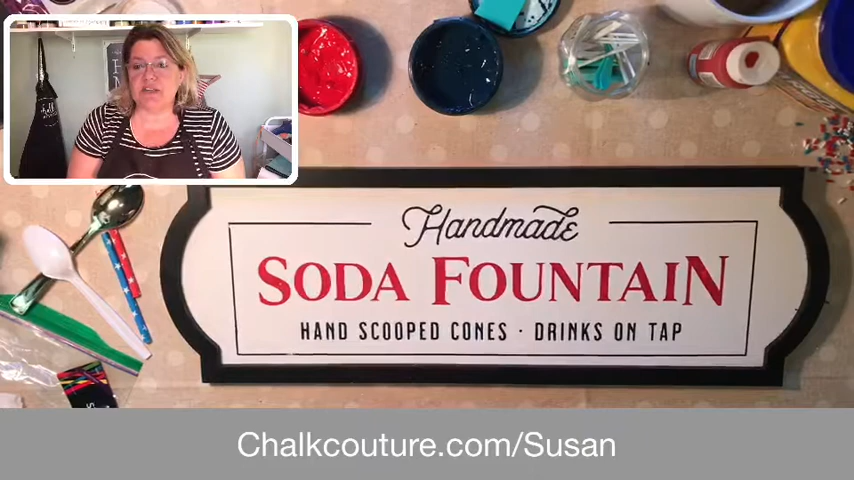 Handmade
SODA FOUNTAIN
HAND SCOOPED CONES · DRINKS ON TAP
Chalkcouture.com/Susan